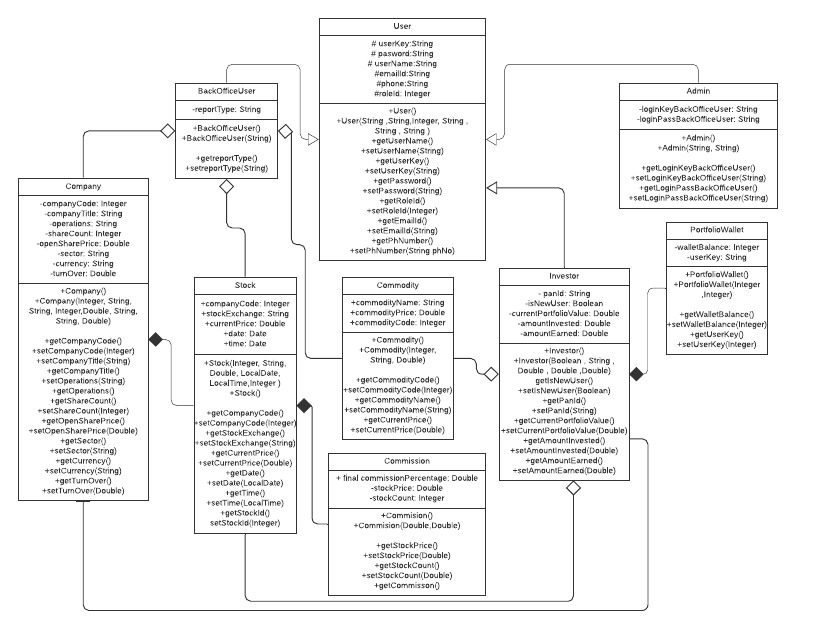 User
# userKey:String
# pasword:String
# userName:String
#emailId:String
#phone:String
#roleId: Integer
+User()
+User(String ,String,Integer, String ,
String , String )
+getUserName()
+setUserName(String)
+getUserKey()
+setUserKey(String)
+getPassword()
+setPassword(String)
+getRoleId()
+setRoleId(Integer)
+getEmailId()
+setEmailId(String)
+getPhNumber()
+setPhNumber(String phNo)
BackOfficeUser
-reportType: String
+BackOfficeUser()
+BackOfficeUser(String)
+getreportType()
+setreportType(String)
Admin
-loginKeyBackOfficeUser: String
-loginPassBackOfficeUser: String
+Admin()
+Admin(String, String)
+getLoginKeyBackOfficeUser()
+setLoginKeyBackOfficeUser(String)
+getLoginPassBackOfficeUser()
+setLoginPassBackOfficeUser(String)
Company
-companyCode: Integer
-companyTitle: String
-operations: String
-shareCount: Integer
-openSharePrice: Double
-sector: String
-currency: String
-turnOver: Double
+Company()
+Company(Integer, String,
String, Integer,Double, String,
String, Double)
+getCompanyCode()
+setCompanyCode(Integer)
+setCompanyTitle(String)
+getCompanyTitle()
+setOperations(String)
+getOperations()
+getShareCount()
+setShareCount(Integer)
+getOpenSharePrice()
+setOpenSharePrice(Double)
+getSector()
+setSector(String)
+getCurrency()
+setCurrency(String)
+getTurnOver()
+setTurnOver(Double)
Stock
+companyCode: Integer
+stockExchange: String
+currentPrice: Double
+date: Date
+time: Date
+Stock(Integer, String,
Double, LocalDate,
LocalTime,Integer )
+Stock()
+getCompanyCode()
+setCompanyCode(Integer)
+getStockExchange()
+setStockExchange(String)
+getCurrentPrice()
+setCurrentPrice(Double)
+getDate()
+setDate(LocalDate)
+getTime()
+setTime(LocalTime)
+getStockId()
setStockId(Integer)
Commodity
+commodityName: String
+commodityPrice: Double
+commodityCode: Integer
+Commodity()
+Commodity(Integer,
String, Double)
+getCommodityCode()
+setCommodityCode(Integer)
+getCommodityName()
+setCommodityName(String)
+getCurrentPrice()
+setCurrentPrice(Double)
Commission
+ final commissionPercentage: Double
-stockPrice: Double
-stockCount: Integer
+Commision()
+Commision(Double,Double)
+getStockPrice()
+setStockPrice(Double)
+getStockCount()
+setStockCount(Double)
+getCommisson()
Investor
- panId: String
-isNewUser: Boolean
-currentPortfolioValue: Double
-amountInvested: Double
-amountEarned: Double
+Investor()
+Investor(Boolean , String ,
Double , Double ,Double)
getIsNewUser()
+setIsNewUser(Boolean)
+getPanId()
+setPanId(String)
+getCurrentPortfolioValue()
+setCurrentPortfolioValue(Double)
+getAmountInvested()
+setAmountInvested(Double)
+getAmountEarned()
+setAmountEarned(Double)
PortfolioWallet
-walletBalance: Integer
-userKey: String
+PortfolioWallet()
+PortfolioWallet(Integer
,Integer)
+getWalletBalance()
+setWalletBalance(Integer)
+getUserKey()
+setUserKey(Integer)